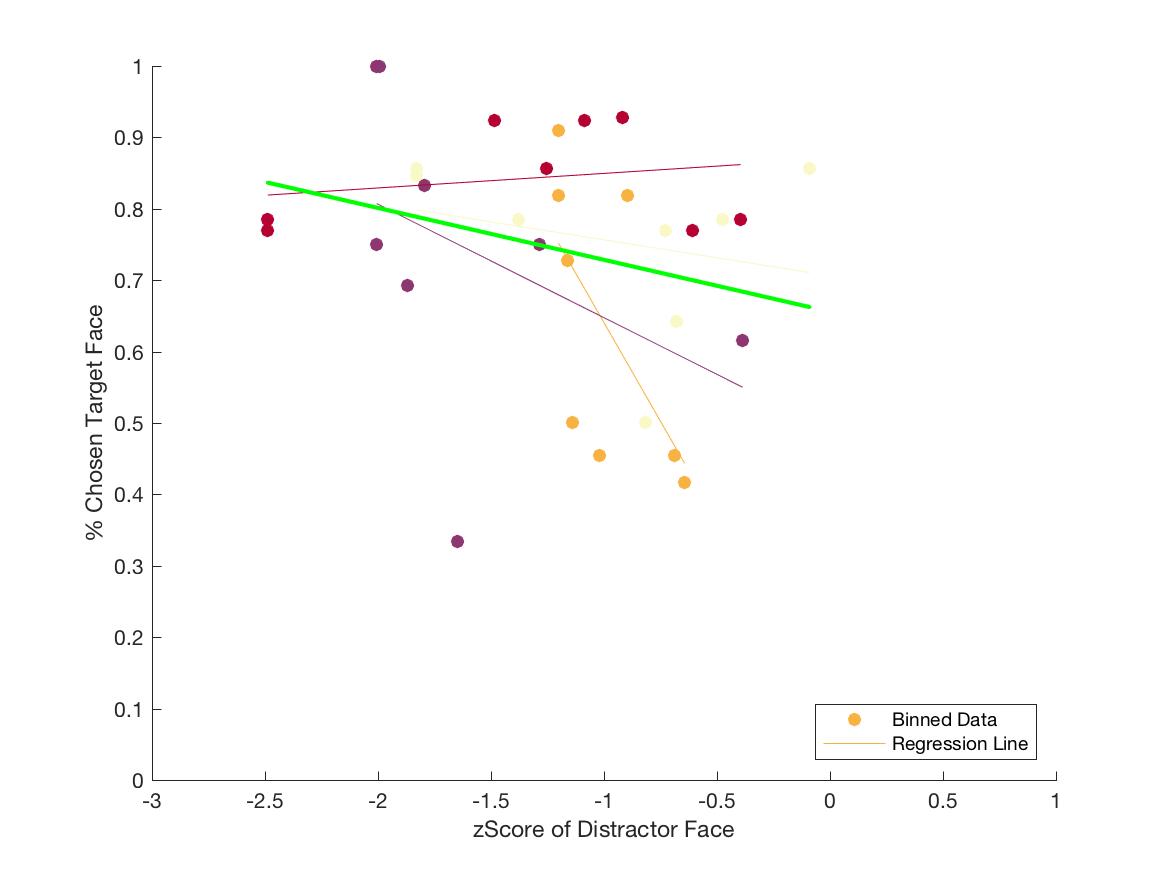 1
0.9
0.8
0.7
0.6
0.5
0.4
0.3
0.2
0.1
0
% Chosen Target Face
-3 -2.5 -2 -1.5 -1 -0.5 0 0.5 1
zScore of Distractor Face
Binned Data
Regression Line